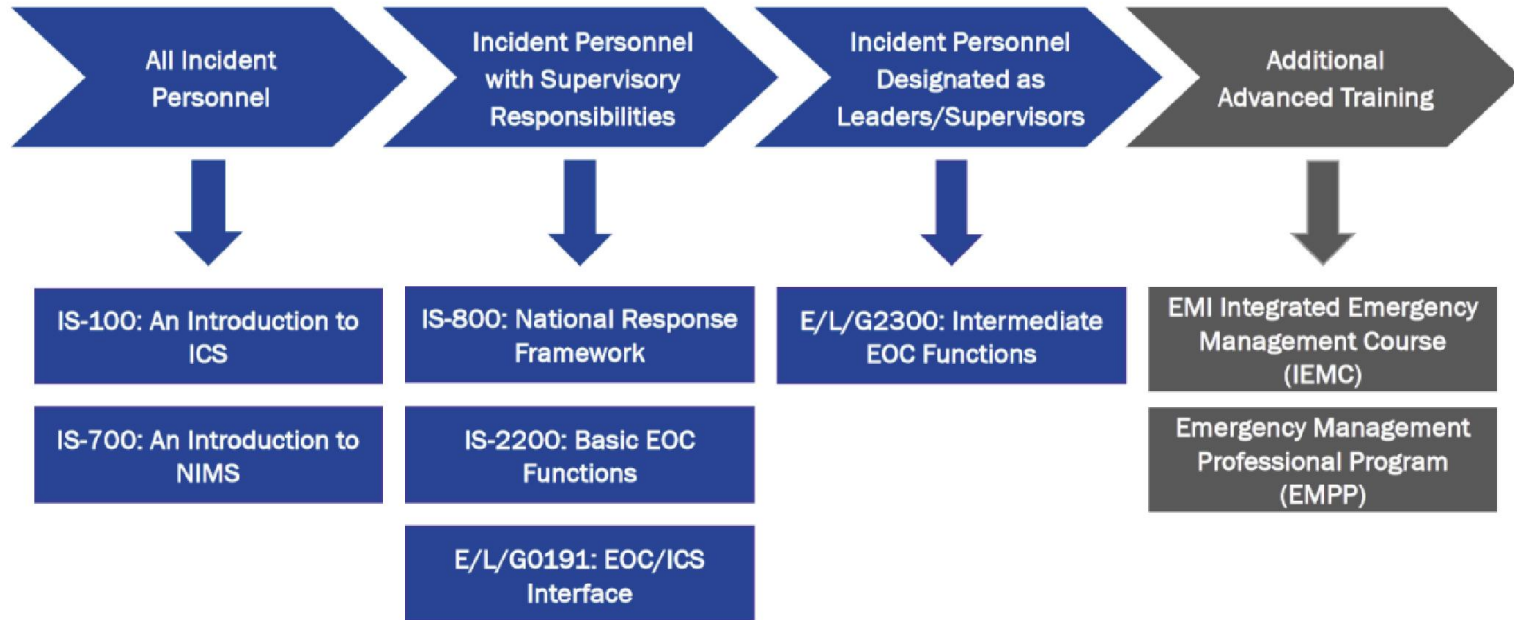 All Incident
Personnel
Incident Personnel
with Supervisory
Responsibilities
Incident Personnel
Designated as
Leaders/Supervisors
Additional
Advanced Training
IS-100: An Introduction to
ICS
IS-700: An Introduction to
NIMS
IS-800: National Response
Framework
IS-2200: Basic EOC
Functions
E/L/G0191: EOC/ICS
Interface
E/L/G2300: Intermediate
EOC Functions
EMI Integrated Emergency
Management Course
(IEMC)
Emergency Management
Professional Program
(EMPP)